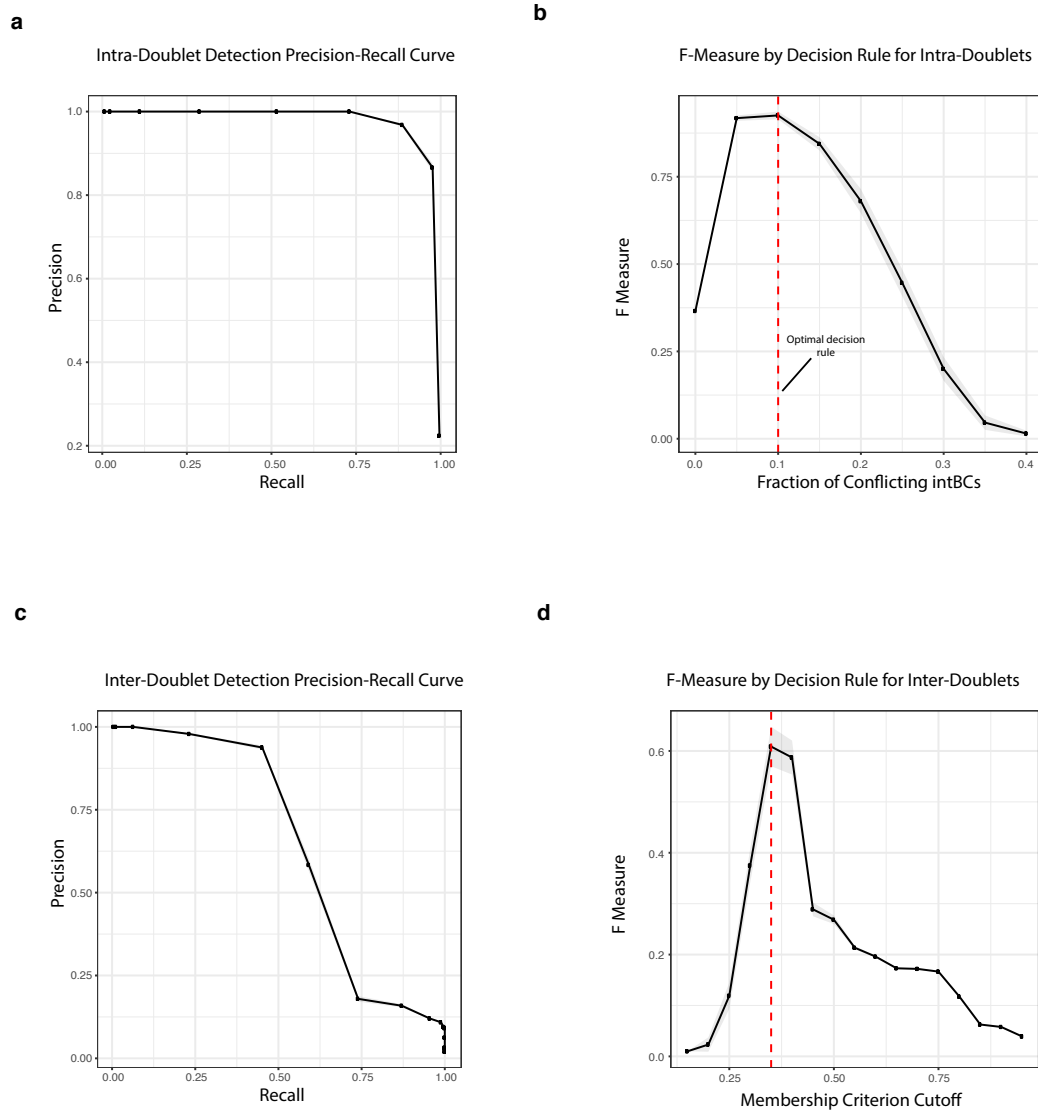 a
Intra-Doublet Detection Precision-Recall Curve
1.0
0.8
0.6
0.4
0.2
Precision
0.00
0.25
0.50
0.75
1.00
Recall
b
F-Measure by Decision Rule for Intra-Doublets
0.75
0.50
0.25
0.00
F Measure
Optimal decision
rule
0.0
0.1
0.2
0.3
0.4
Fraction of Conflicting intBCs
c
Inter-Doublet Detection Precision-Recall Curve
1.00
0.75
0.50
0.25
0.00
Precision
0.00
0.25
0.50
0.75
1.00
Recall
d
F-Measure by Decision Rule for Inter-Doublets
0.6
0.4
0.2
0.0
F Measure
0.25
0.50
0.75
Membership Criterion Cutoff